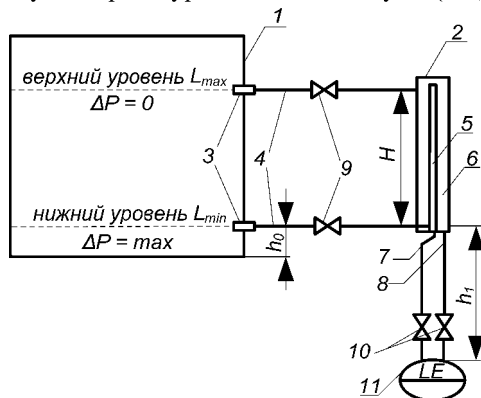 1
2
верхний уровень Lmax
ΔP = 0
3
4
9
H
5
6
нижний уровень Lmin
ΔP = max
h0
7
8
h1
10
LE
11